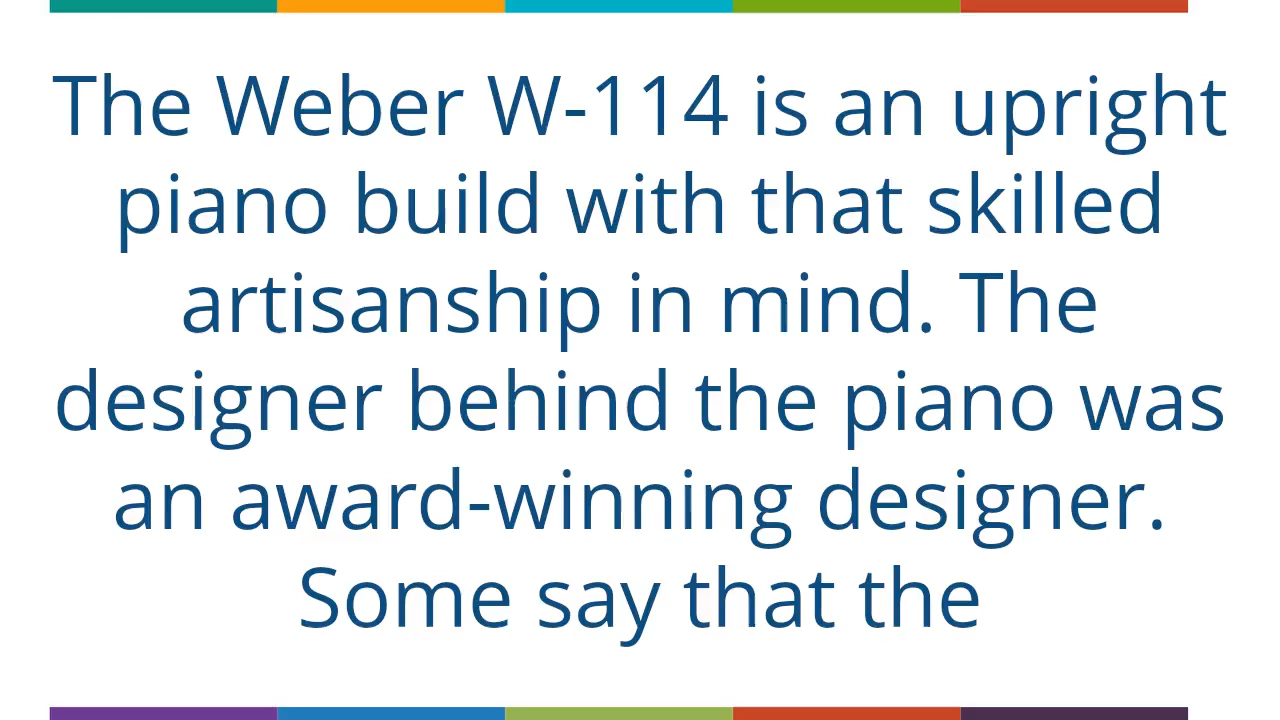 The Weber W-114 is an upright
piano build with that skilled
artisanship in mind. The
designer behind the piano was
an award-winning designer.
Some say that the